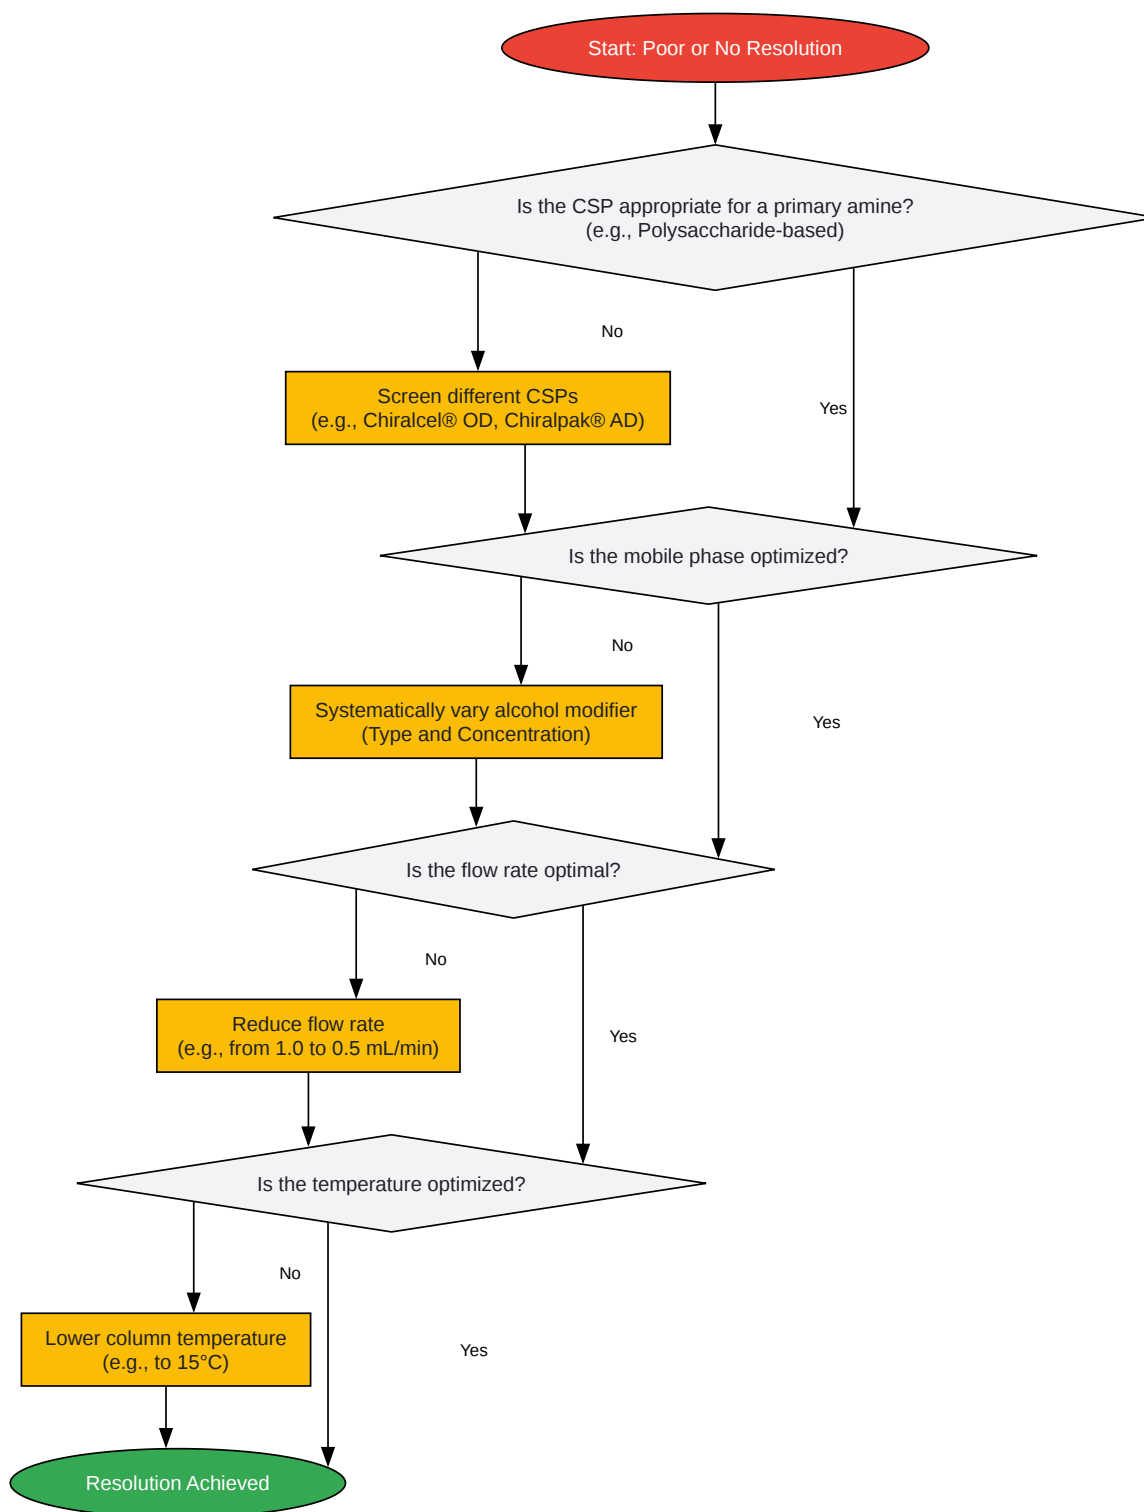 Start: Poor or No Resolution
Is the CSP appropriate for a primary amine?
(e.g., Polysaccharide-based)
No
Screen different CSPs
(e.g., Chiralcel® OD, Chiralpak® AD)
Yes
Is the mobile phase optimized?
No
Systematically vary alcohol modifier
(Type and Concentration)
Yes
Is the flow rate optimal?
No
Reduce flow rate
(e.g., from 1.0 to 0.5 mL/min)
Yes
Is the temperature optimized?
No
Lower column temperature
(e.g., to 15°C)
Yes
Resolution Achieved